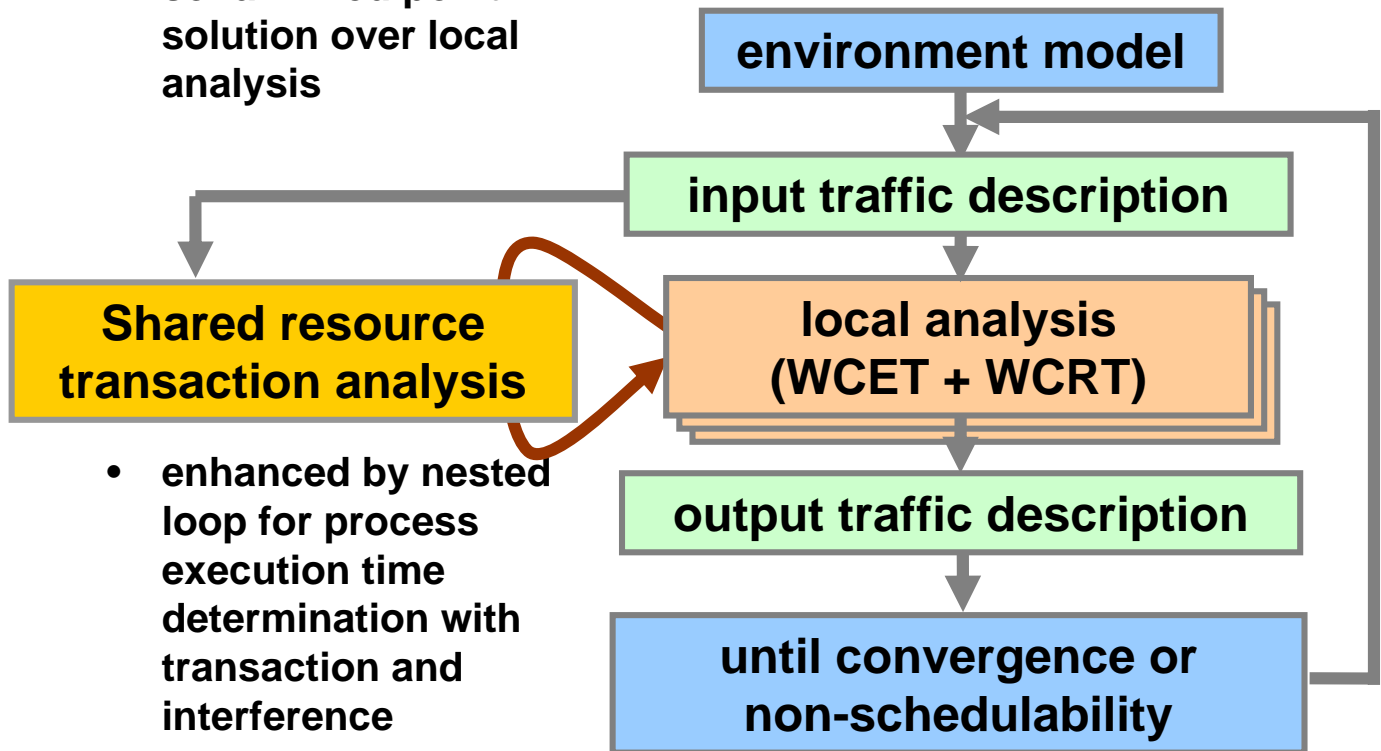 solution over local
analysis
environment model
input traffic description
Shared resource
transaction analysis
local analysis
(WCET + WCRT)
• enhanced by nested
loop for process
execution time
determination with
transaction and
interference
output traffic description
until convergence or
non-schedulability